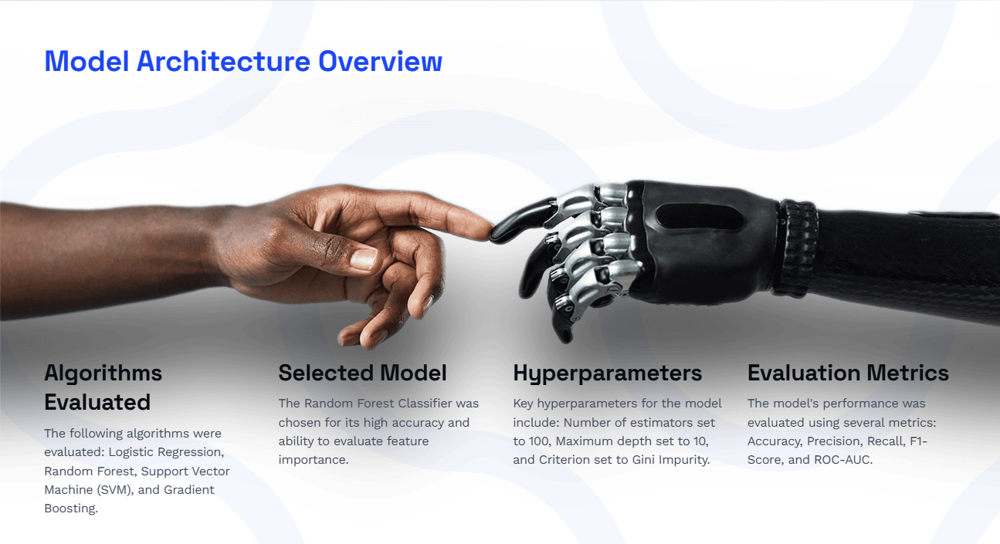 Model Architecture Overview
Algorithms
Evaluated
The following algorithms were
evaluated: Logistic Regression,
Random Forest, Support Vector
Machine (SVM), and Gradient
Boosting.
Selected Model
The Random Forest Classifier was
chosen for its high accuracy and
ability to evaluate feature
importance.
Hyperparameters
Key hyperparameters for the model
include: Number of estimators set
to 100, Maximum depth set to 10,
and Criterion set to Gini Impurity.
Evaluation Metrics
The model's performance was
evaluated using several metrics:
Accuracy, Precision, Recall, F1-
Score, and ROC-AUC.